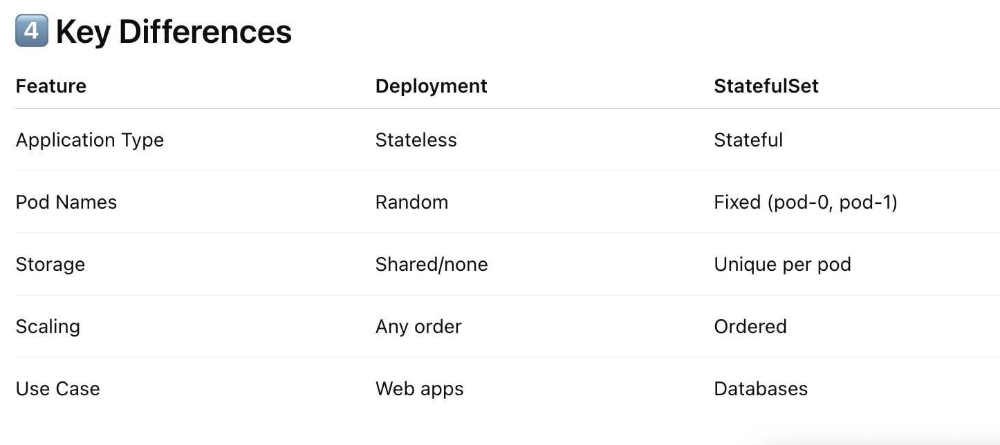 4️⃣ Key Differences
Feature Deployment StatefulSet
Application Type Stateless Stateful
Pod Names Random Fixed (pod-0, pod-1)
Storage Shared/none Unique per pod
Scaling Any order Ordered
Use Case Web apps Databases